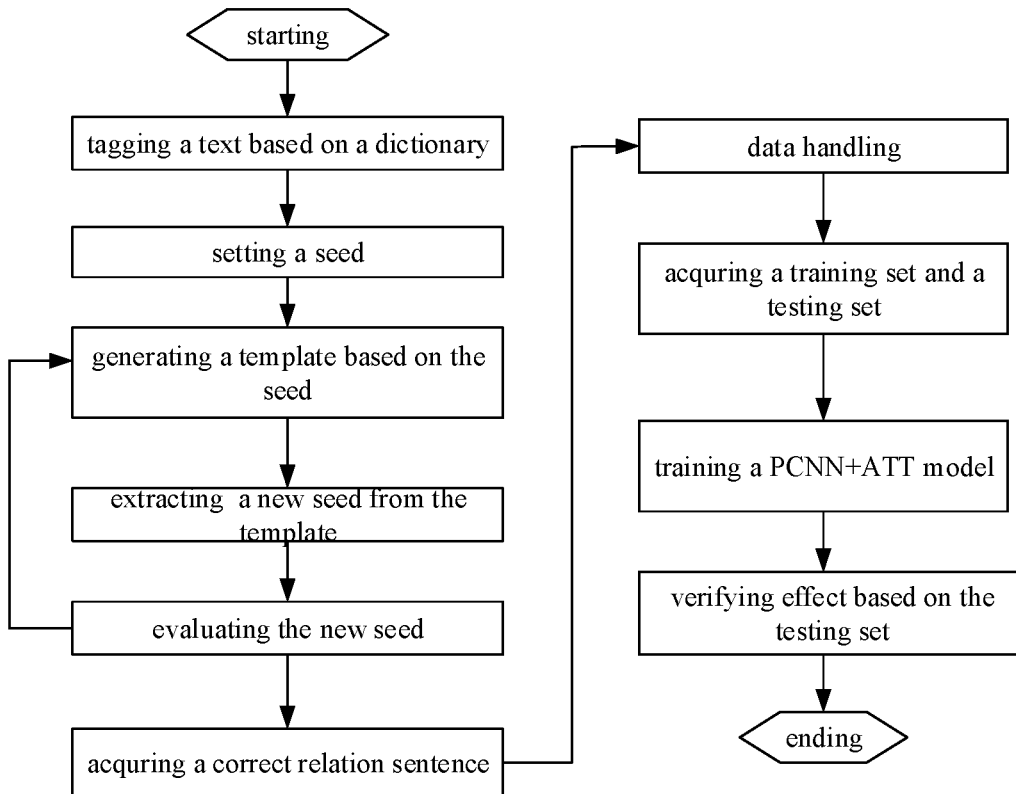 starting
tagging a text based on a dictionary
setting a seed
generating a template based on the
seed
extracting a new seed from the
template
evaluating the new seed
acquring a correct relation sentence
data handling
acquring a training set and a
testing set
training a PCNN+ATT model
verifying effect based on the
testing set
ending